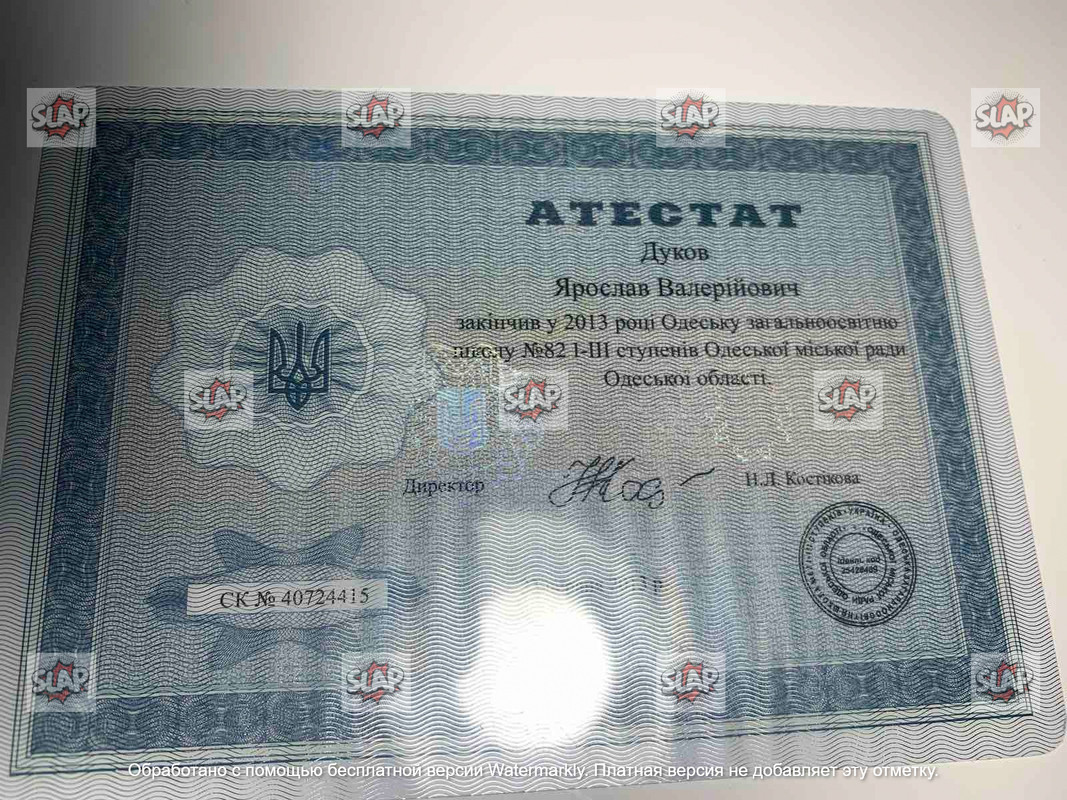 SLAP SLAP SLAP SLAP
АТЕСТАТ
Дуков
Ярослав Валерійович
закінчив у 2013 році Одеську загальноосвітню
школу №82 І-ІІІ ступенів Одеської міської ради
Одеської області.
SLAP SLAP SLAP
Директор Н.Д. Костікова
УКРАЇНА
СК № 40724415
SLAP SLAP SLAP SLAP
Обработано с помощью бесплатной версии Watermarkly. Платная версия не добавляет эту отметку.